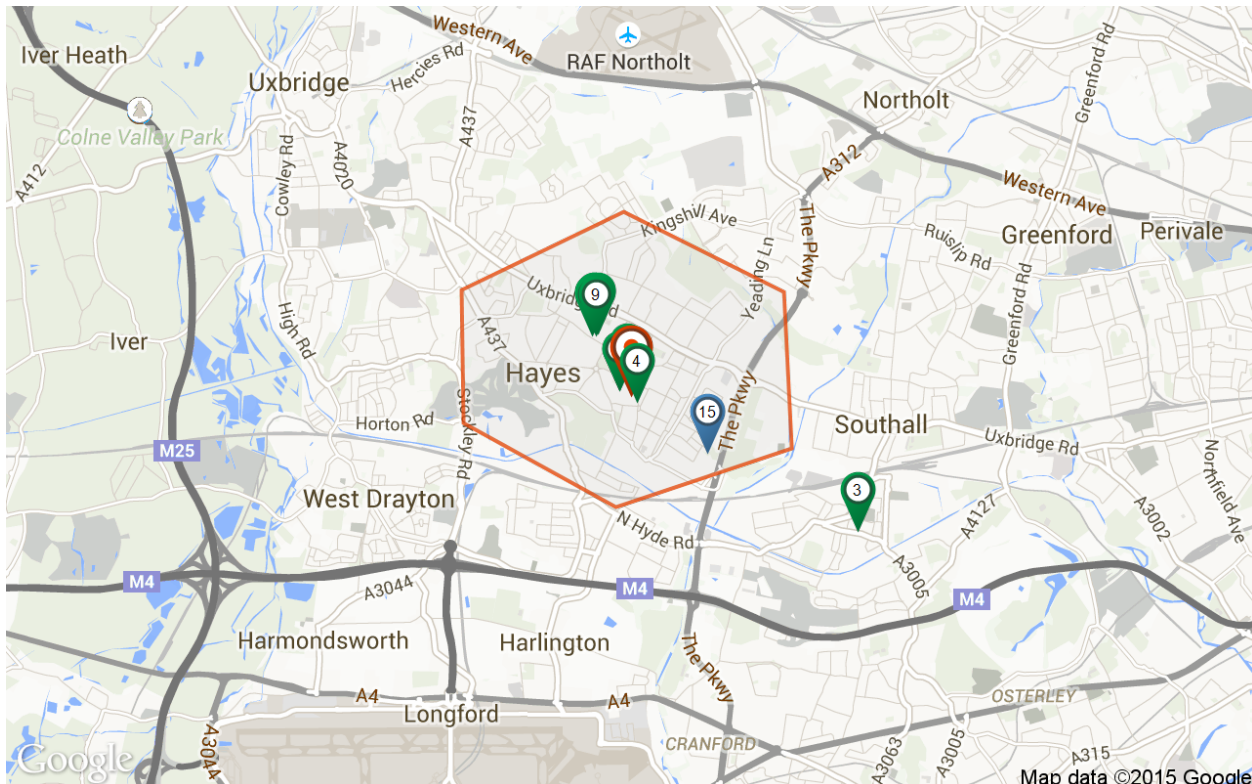 Iver Heath
Western Ave
RAF Northolt
Uxbridge
Hercies Rd
A437
Northolt
Greenford Rd
Colne Valley Park
A412
Cowley Rd
A4020
A312
Western Ave
Kingshill Ave
The Pkwy
Ruislip Rd
Greenford
Perivale
Yeading Ln
9
Uxbridge Rd
High Rd
Iver
A437
Hayes
4
Greenford Rd
Stockley Rd
Horton Rd
15
The Pkwy
Southall
Uxbridge Rd
M25
Northfield Ave
West Drayton
3
A4127
A3002
N Hyde Rd
A3005
M4
A3044
M4
M4
Harmondsworth
Harlington
The Pkwy
A4
A4
OSTERLEY
Longford
CRANFORD
A3044
A3063
A3005
A315
Google
Map data ©2015 Google